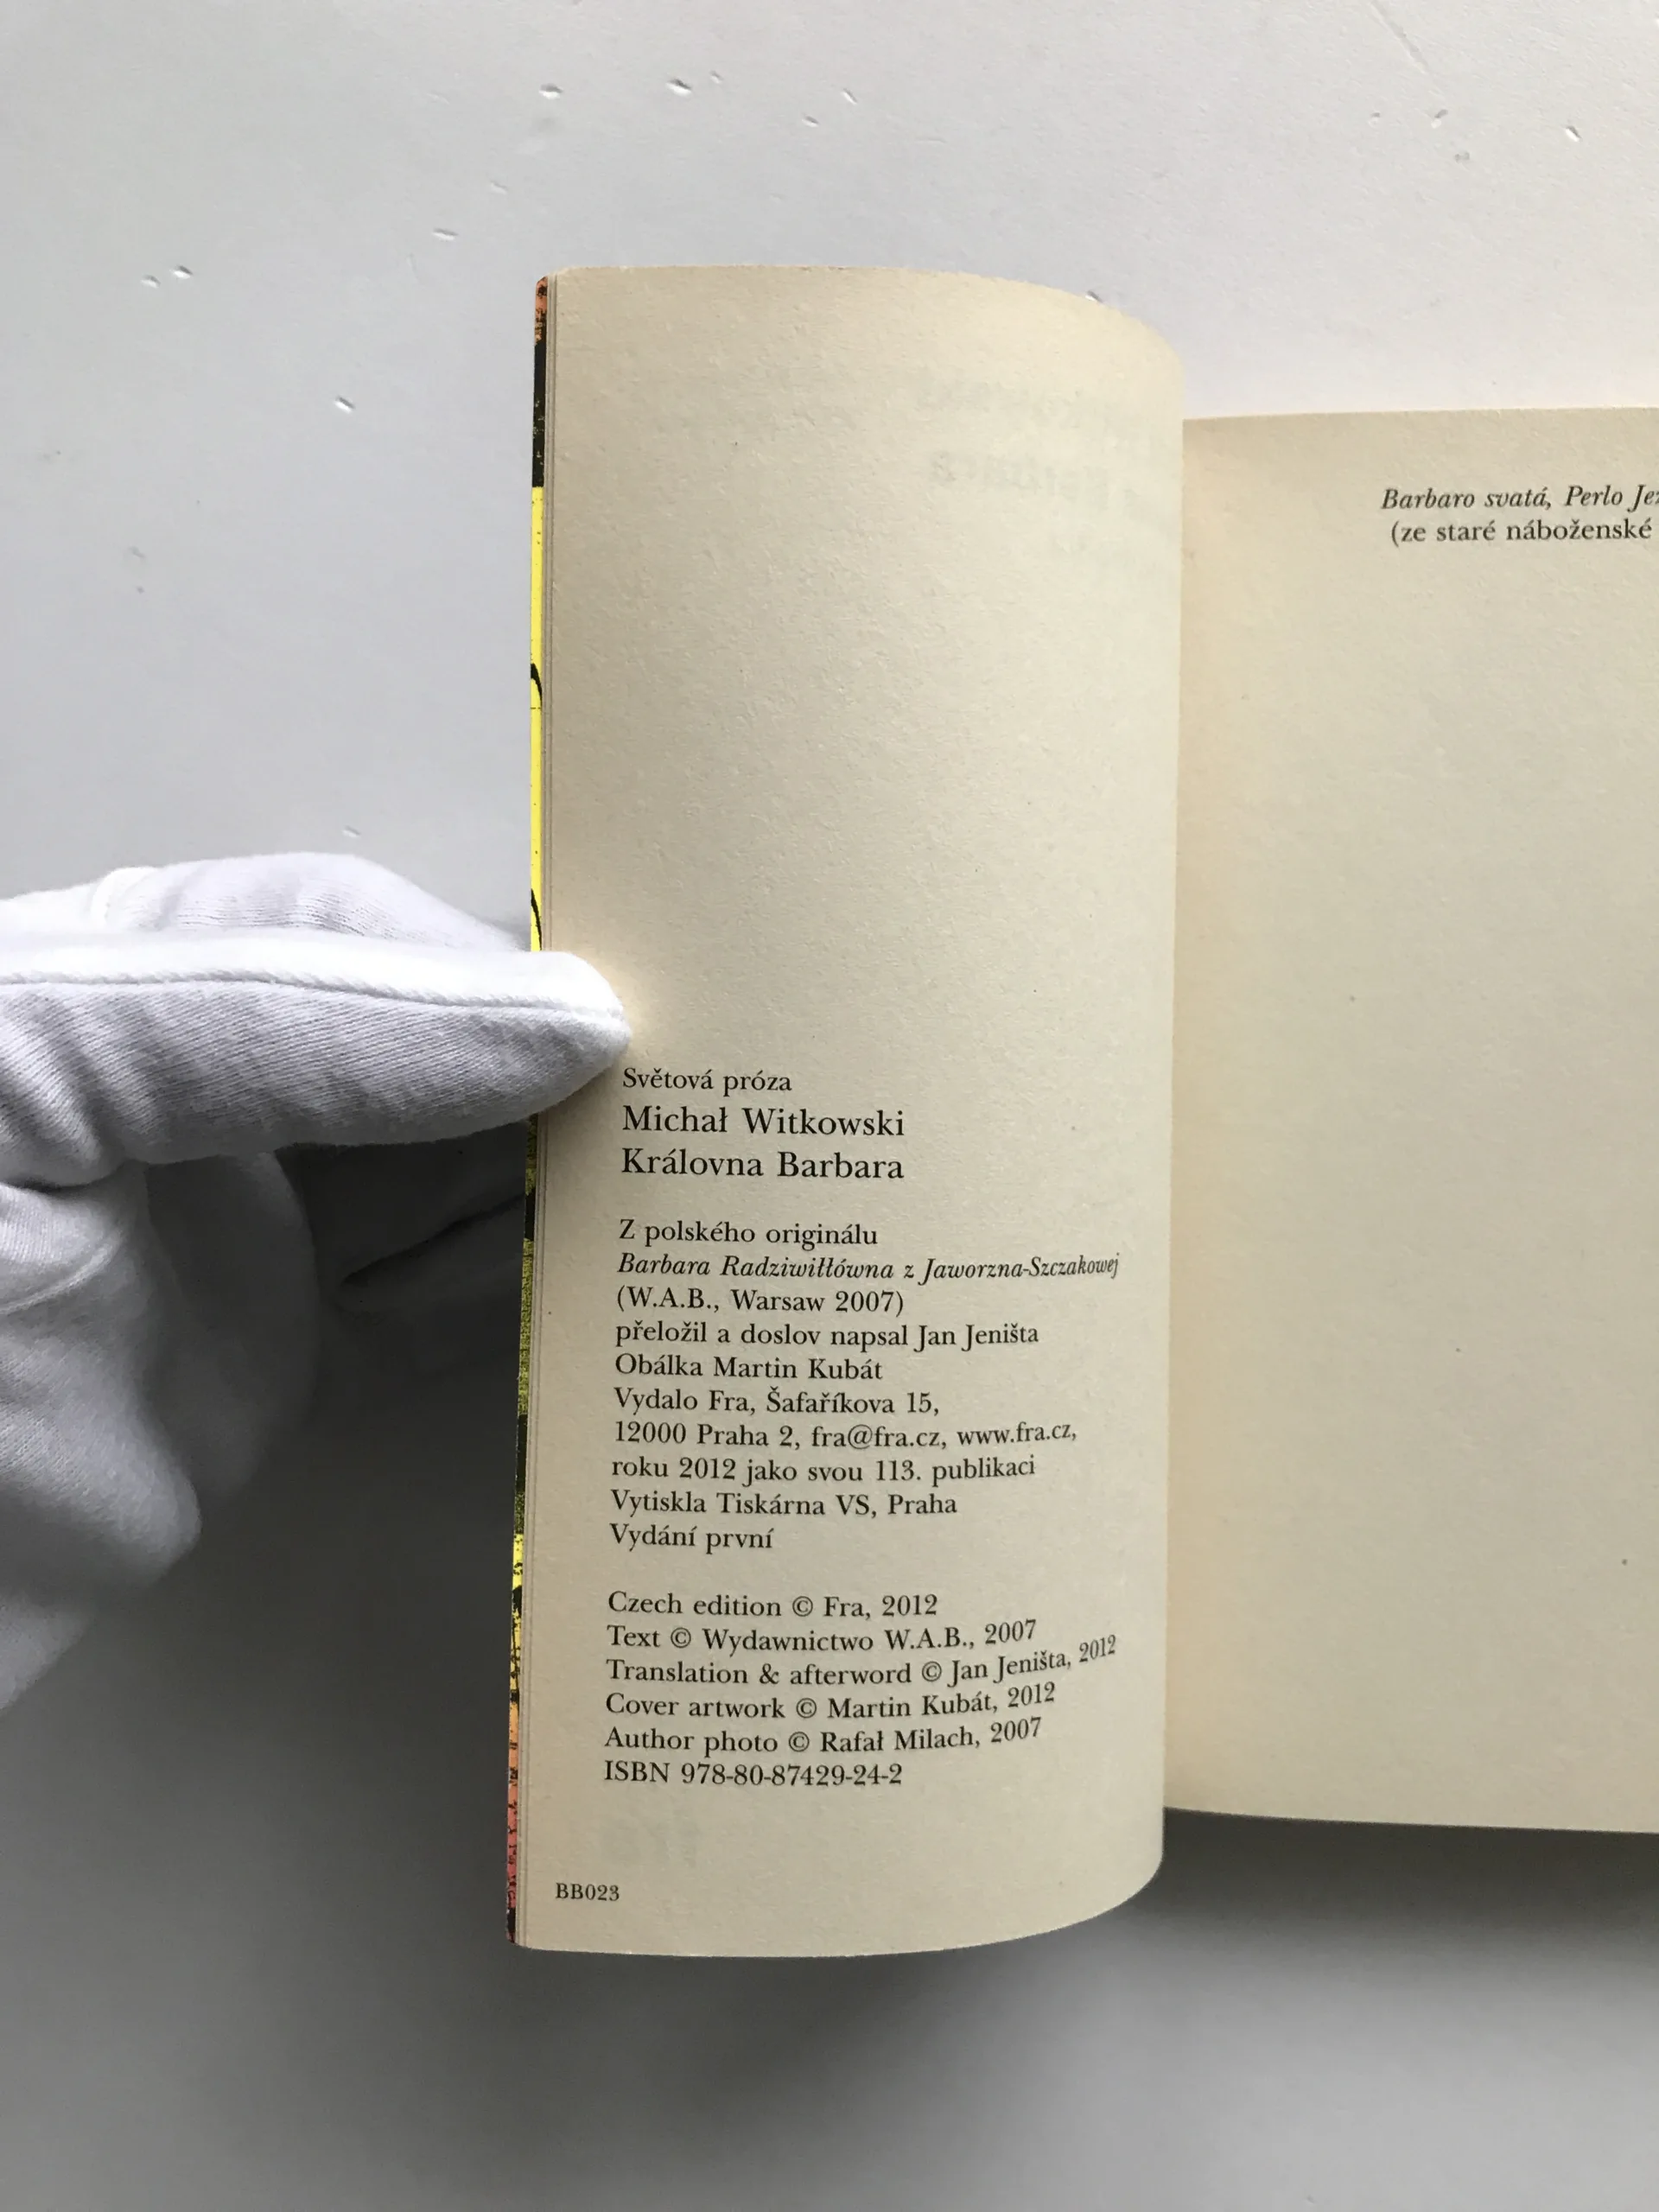 Světová próza
Michał Witkowski
Královna Barbara
Z polského originálu
Barbara Radziwiłłówna z Jaworzna-Szczakowej
(W.A.B., Warsaw 2007)
přeložil a doslov napsal Jan Jeništa
Obálka Martin Kubát
Vydalo Fra, Šafaříkova 15,
12000 Praha 2, fra@fra.cz, www.fra.cz,
roku 2012 jako svou 113. publikaci
Vytiskla Tiskárna VS, Praha
Vydání první
Czech edition © Fra, 2012
Text © Wydawnictwo W.A.B., 2007
Translation & afterword © Jan Jeništa, 2012
Cover artwork © Martin Kubát, 2012
Author photo © Rafał Milach, 2007
ISBN 978-80-87429-24-2
BB023
Barbaro svatá, Perlo
(ze staré náboženské